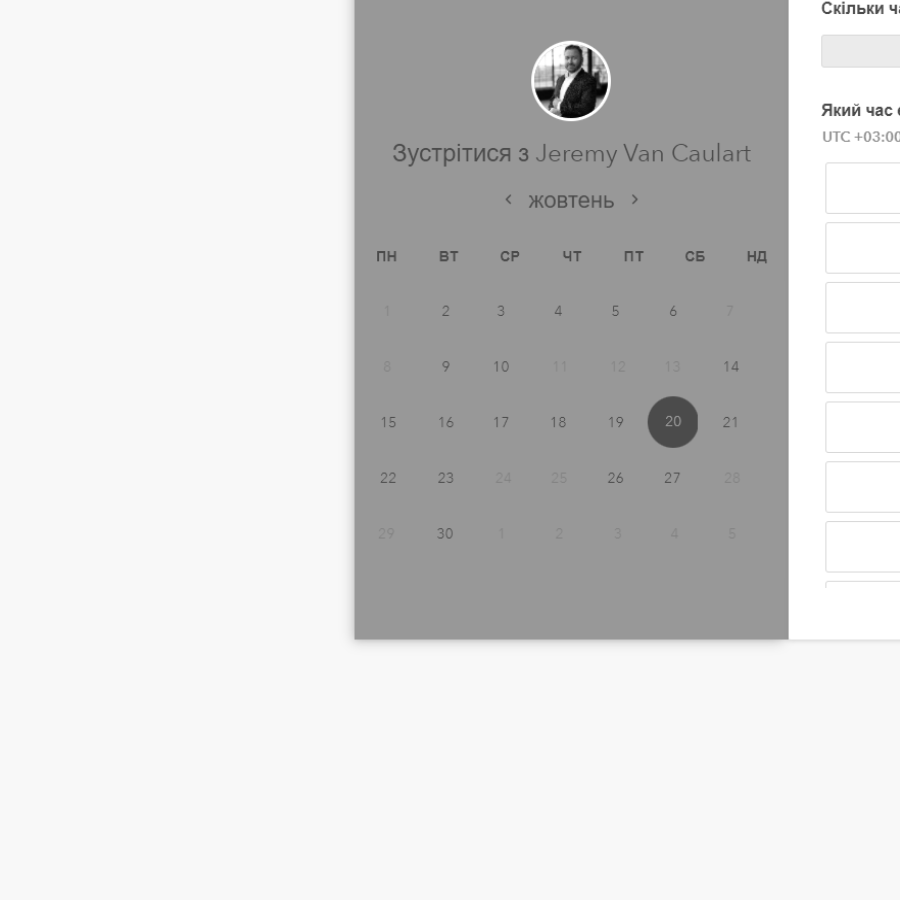 Скільки ча
Зустрітися з Jeremy Van Caulart
жовтень
ПН ВТ СР ЧТ ПТ СБ НД
1 2 3 4 5 6 7
8 9 10 11 12 13 14
15 16 17 18 19 20 21
22 23 24 25 26 27 28
29 30 1 2 3 4 5
Який час
UTC +03:00